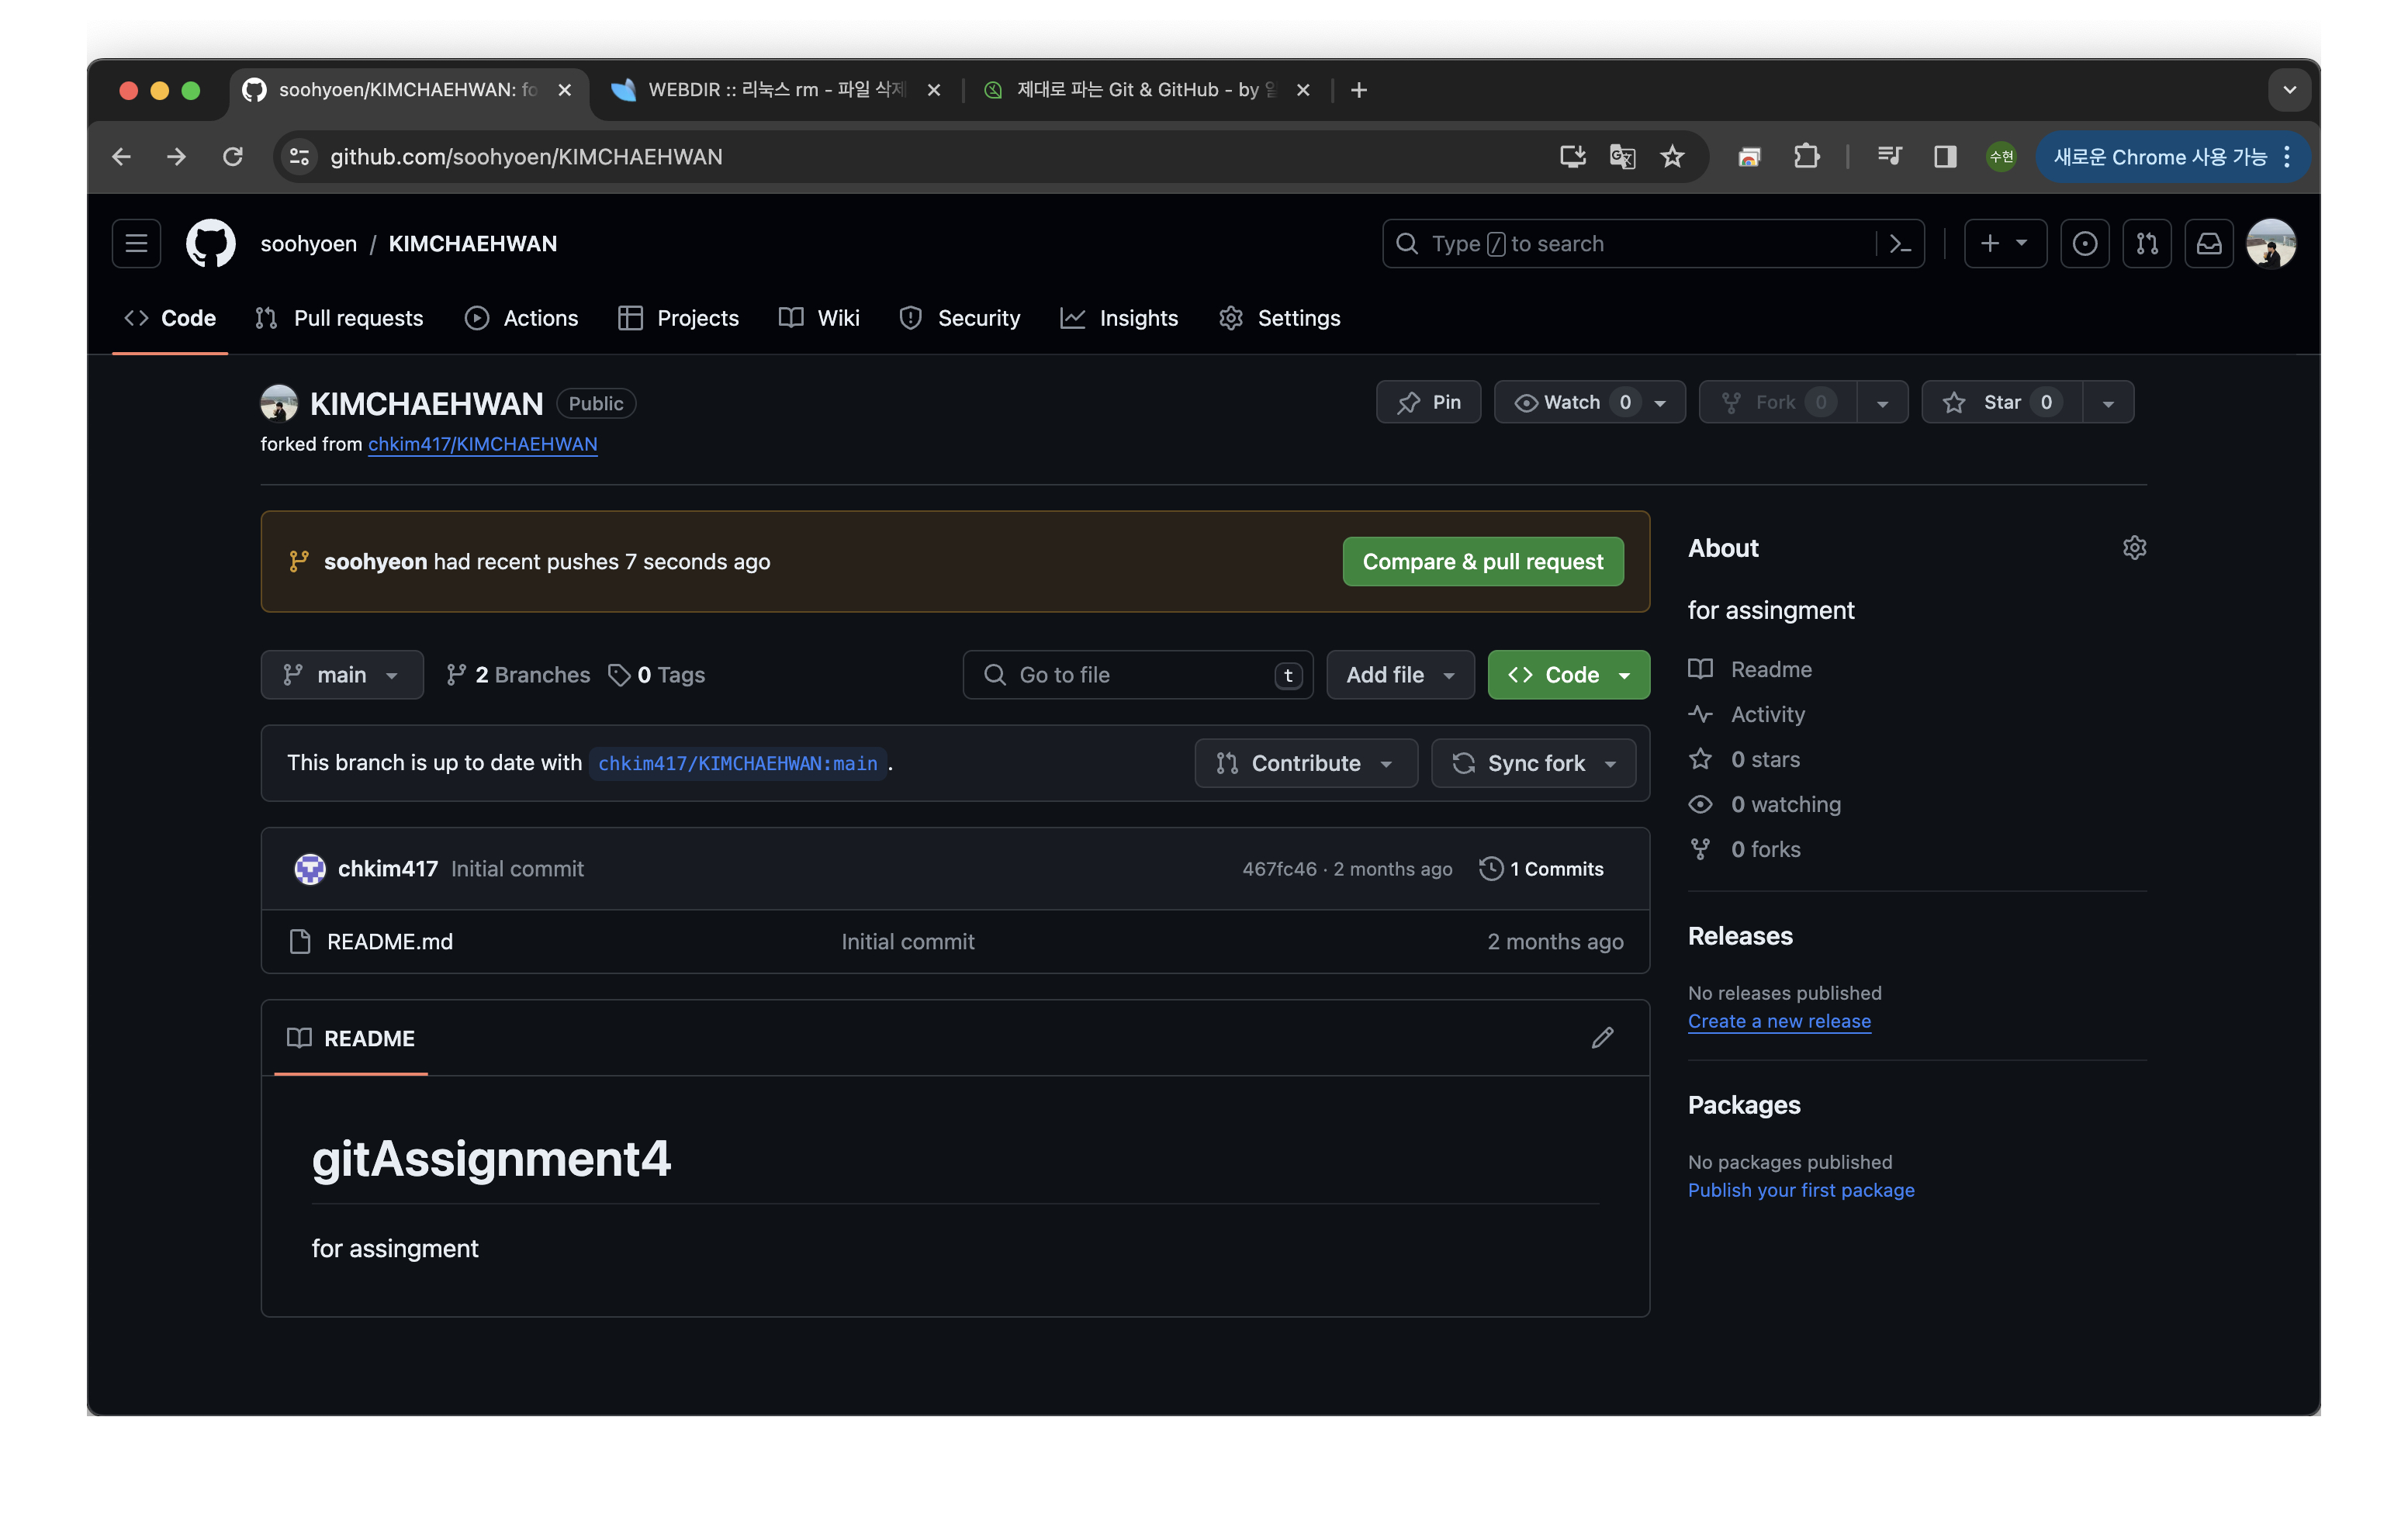 soohyoen/KIMCHAEHWAN: fo
WEBDIR :: 리눅스 rm - 파일 삭제
제대로 파는 Git & GitHub - by
github.com/soohyoen/KIMCHAEHWAN
수현
새로운 Chrome 사용 가능
soohyoen / KIMCHAEHWAN
Type / to search
Code Pull requests Actions Projects Wiki Security Insights Settings
KIMCHAEHWAN Public
Pin Watch 0 Fork 0 Star 0
forked from chkim417/KIMCHAEHWAN
soohyeon had recent pushes 7 seconds ago
Compare & pull request
main 2 Branches 0 Tags
Go to file t
Add file
Code
This branch is up to date with chkim417/KIMCHAEHWAN:main .
Contribute
Sync fork
chkim417 Initial commit
467fc46 · 2 months ago
1 Commits
README.md Initial commit 2 months ago
README
gitAssignment4
for assingment
About
for assingment
Readme
Activity
0 stars
0 watching
0 forks
Releases
No releases published
Create a new release
Packages
No packages published
Publish your first package